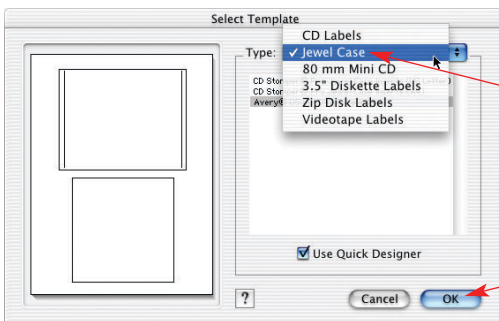 Select Template
Type:
CD Labels
✓ Jewel Case
80 mm Mini CD
3.5" Diskette Labels
Zip Disk Labels
Videotape Labels
CD Stor
CD Stor
Avery®
Use Quick Designer
?
Cancel
OK